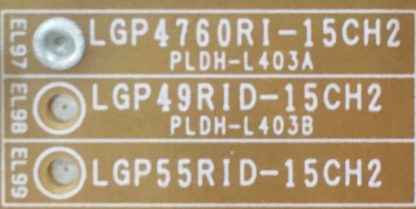 EL97 LGP4760RI-15CH2
PLDH-L403A
EL98 LGP49RID-15CH2
PLDH-L403B
EL99 LGP55RID-15CH2